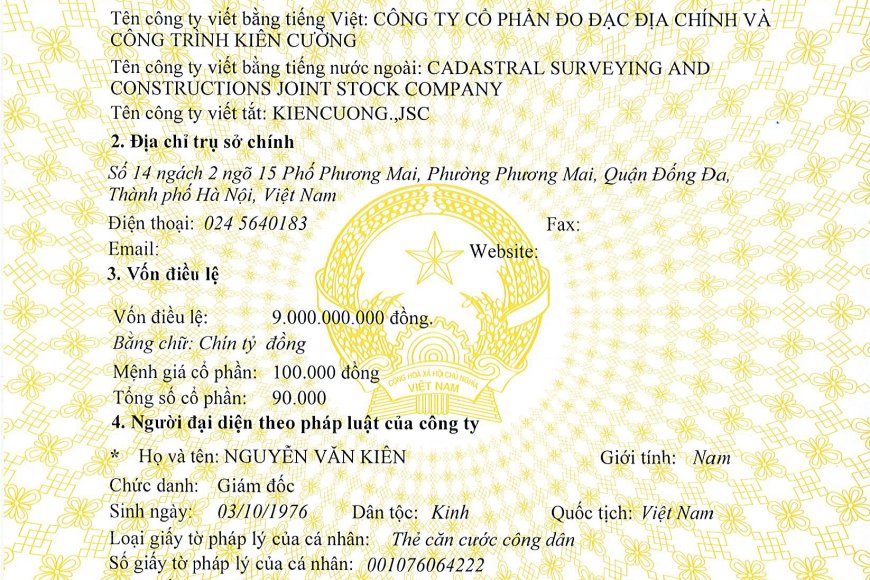 Tên công ty viết bằng tiếng Việt: CÔNG TY CỔ PHẦN ĐO ĐẠC ĐỊA CHÍNH VÀ
CÔNG TRÌNH KIÊN CƯỜNG
Tên công ty viết bằng tiếng nước ngoài: CADASTRAL SURVEYING AND
CONSTRUCTIONS JOINT STOCK COMPANY
Tên công ty viết tắt: KIENCUONG.,JSC
2. Địa chỉ trụ sở chính
Số 14 ngách 2 ngõ 15 Phố Phương Mai, Phường Phương Mai, Quận Đống Đa,
Thành phố Hà Nội, Việt Nam
Điện thoại: 024 5640183 Fax:
Email: Website:
3. Vốn điều lệ
Vốn điều lệ: 9.000.000.000 đồng.
Bằng chữ: Chín tỷ đồng
Mệnh giá cổ phần: 100.000 đồng
Tổng số cổ phần: 90.000
CỘNG HÒA XÃ HỘI CHỦ NGHĨA
VIỆT NAM
4. Người đại diện theo pháp luật của công ty
* Họ và tên: NGUYỄN VĂN KIÊN Giới tính: Nam
Chức danh: Giám đốc
Sinh ngày: 03/10/1976 Dân tộc: Kinh Quốc tịch: Việt Nam
Loại giấy tờ pháp lý của cá nhân: Thẻ căn cước công dân
Số giấy tờ pháp lý của cá nhân: 001076064222